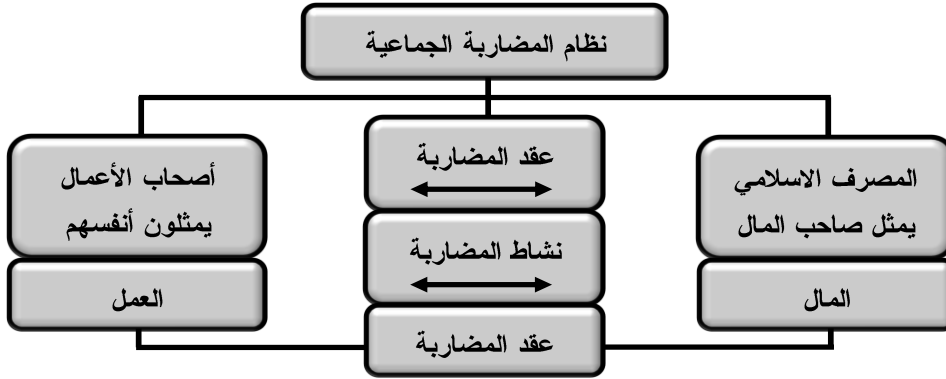 نظام المضاربة الجماعية
المصرف الاسلامي
يمثل صاحب المال
المال
عقد المضاربة
نشاط المضاربة
عقد المضاربة
أصحاب الأعمال
يمثلون أنفسهم
العمل